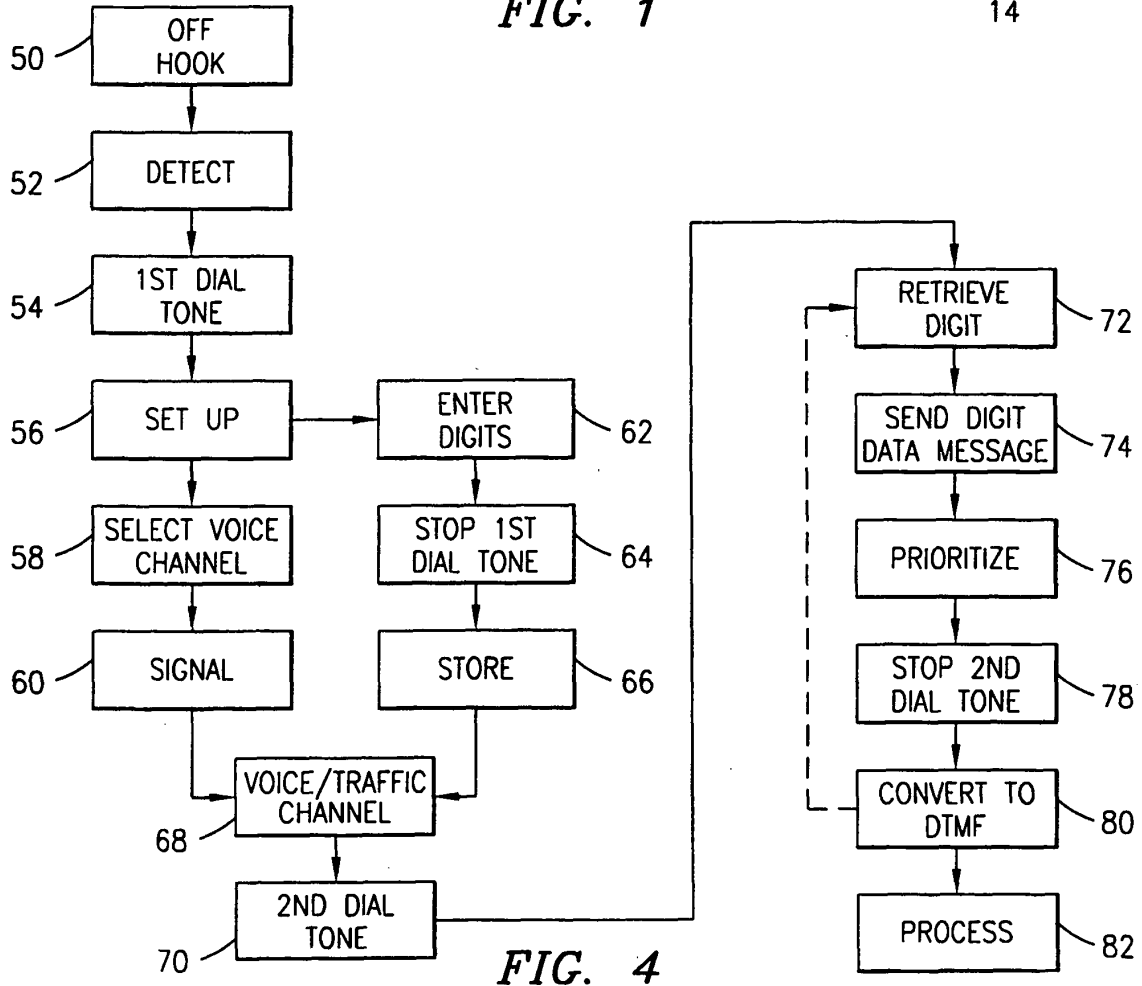 FIG. 1
14
50
OFF
HOOK
52
DETECT
54
1ST DIAL
TONE
56
SET UP
ENTER
DIGITS
62
58
SELECT VOICE
CHANNEL
STOP 1ST
DIAL TONE
64
60
SIGNAL
STORE
66
VOICE/TRAFFIC
CHANNEL
68
2ND DIAL
TONE
70
RETRIEVE
DIGIT
72
SEND DIGIT
DATA MESSAGE
74
PRIORITIZE
76
STOP 2ND
DIAL TONE
78
CONVERT TO
DTMF
80
PROCESS
82
FIG. 4